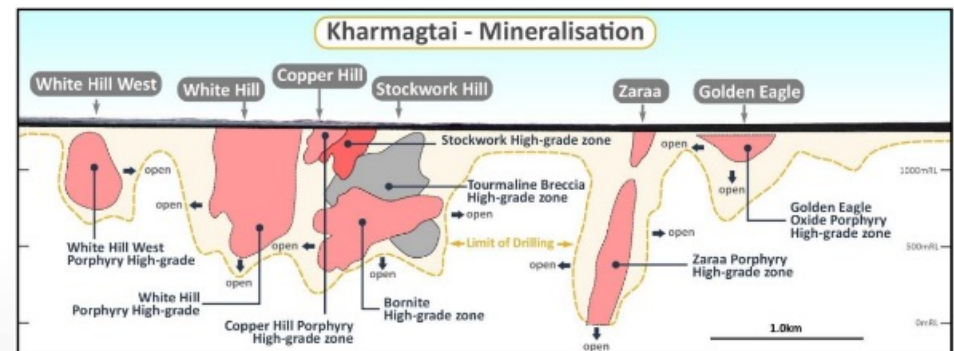 Kharmagtai - Mineralisation
White Hill West
White Hill
Copper Hill
Stockwork Hill
Zaraa
Golden Eagle
Stockwork High-grade zone
open
1000mRL
open
Tourmaline Breccia
High-grade zone
open
open
open
Golden Eagle
Oxide Porphyry
High-grade zone
White Hill West
Porphyry High-grade
open
Limit of Drilling
open
500mRL
open
open
open
Zaraa Porphyry
High-grade zone
White Hill
Porphyry High-grade
Bornite
High-grade zone
Copper Hill Porphyry
High-grade zone
0mRL
1.0km
open